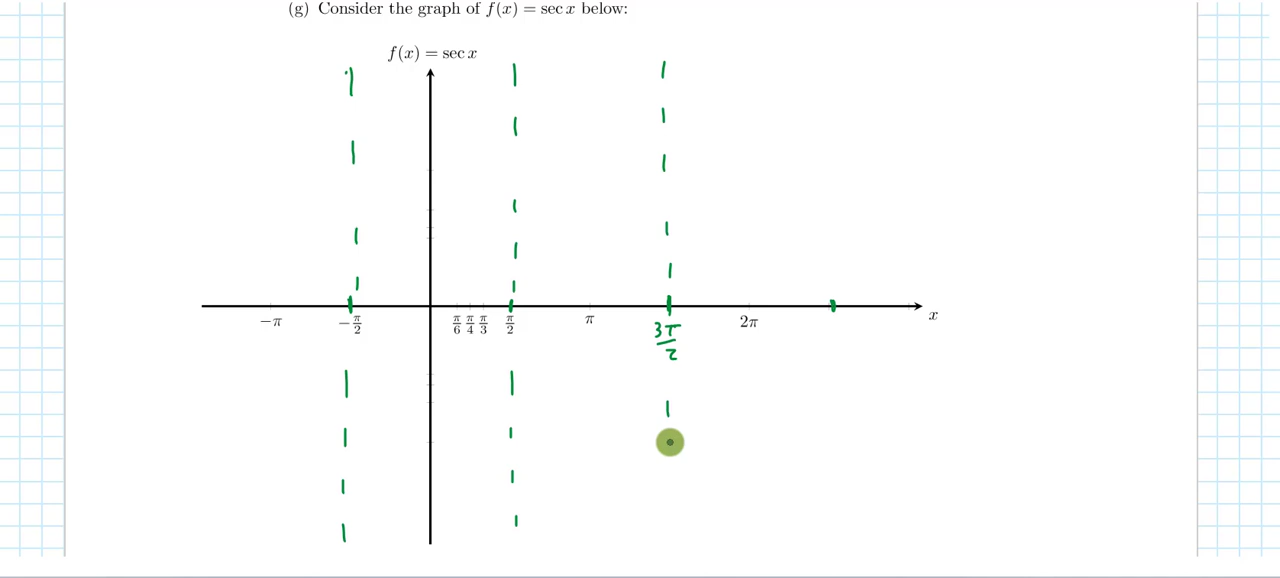 (g) Consider the graph of f(x) = sec x below:
f(x) = sec x
−π −π/2 π/6 π/4 π/3 π/2 π 3π/2 2π x